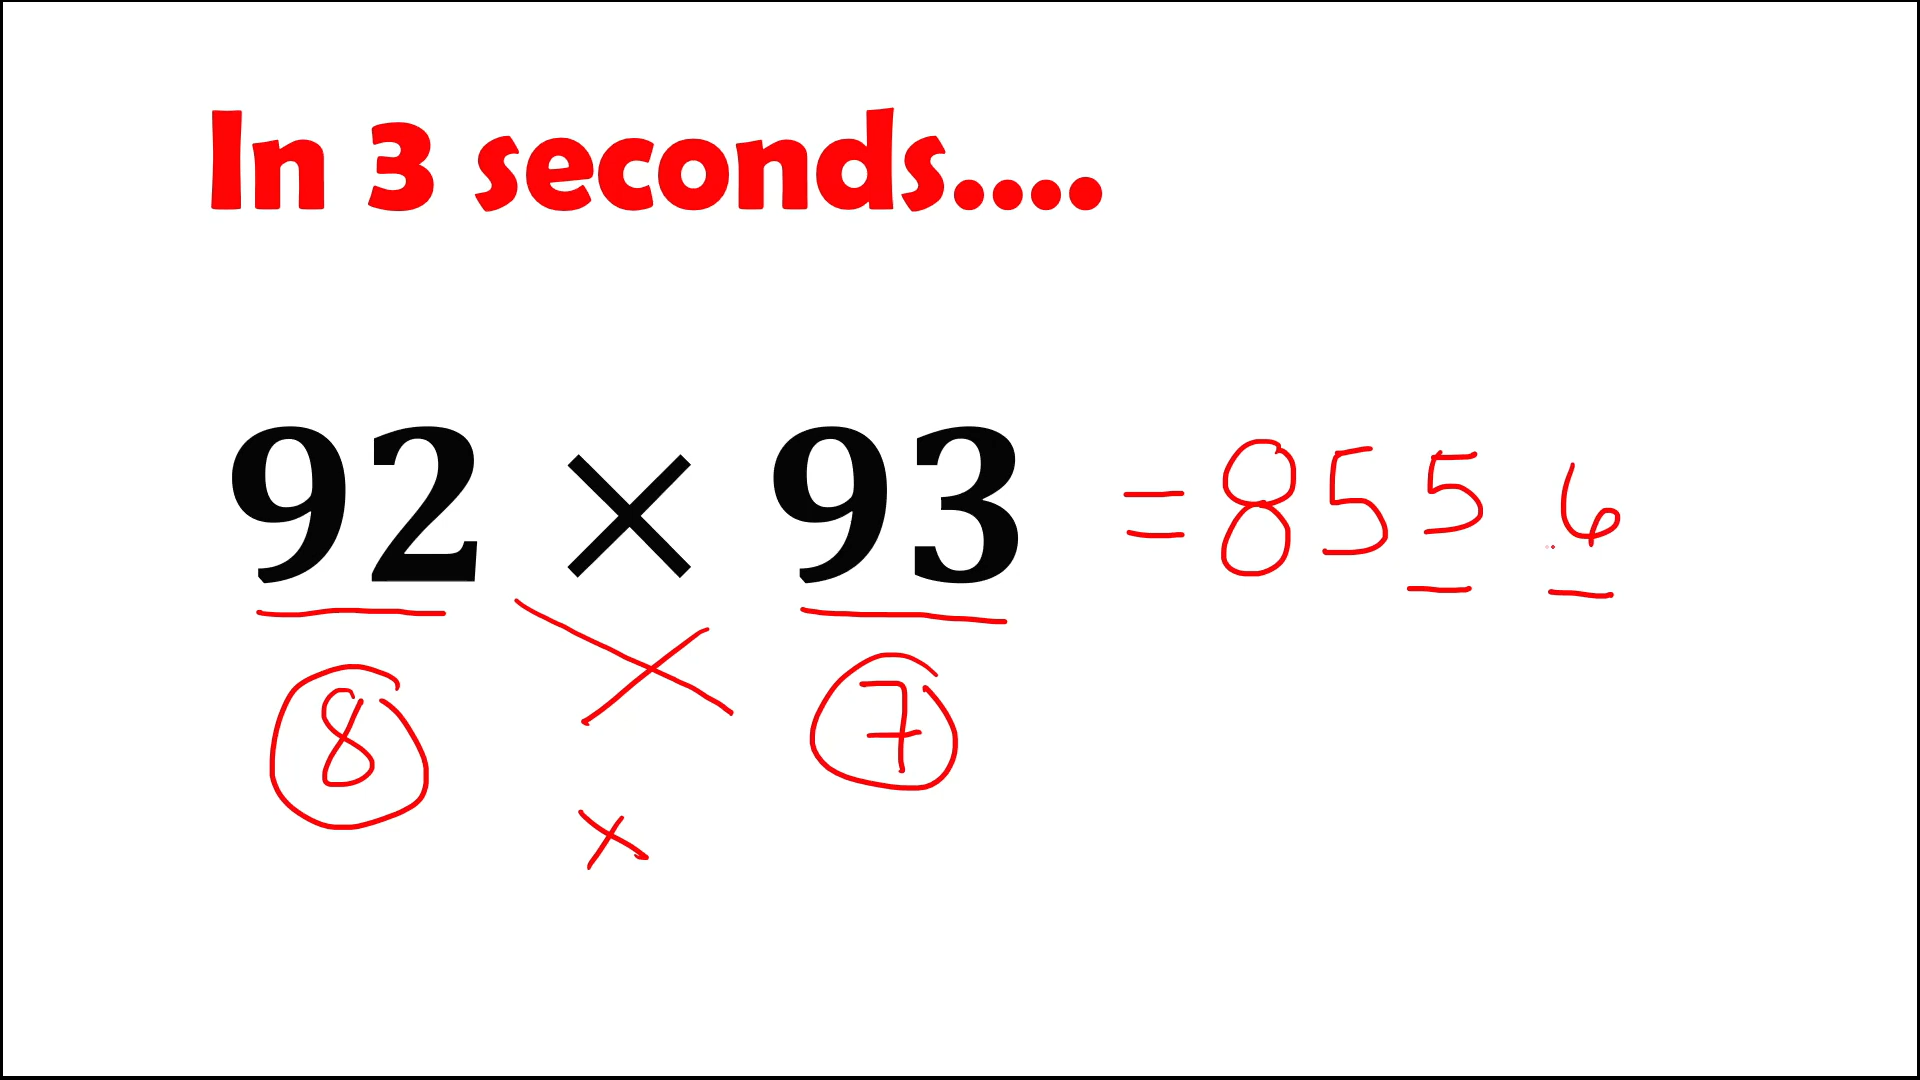 In 3 seconds....
92 × 93 = 8556
8 × 7
×